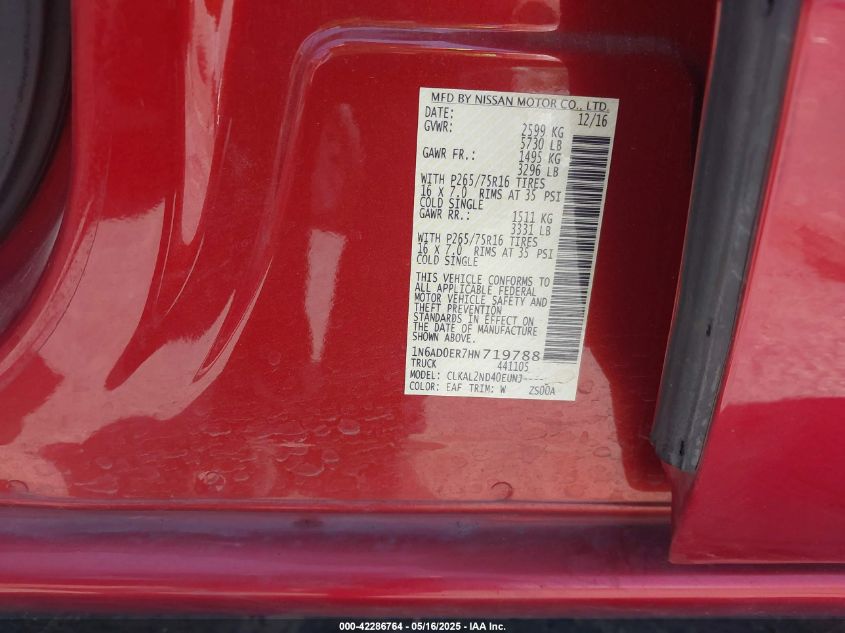 MFD BY NISSAN MOTOR CO., LTD.
DATE: 12/16
GVWR: 2599 KG
5730 LB
GAWR FR.: 1495 KG
3296 LB
WITH P265/75R16 TIRES
16 X 7.0 RIMS AT 35 PSI
COLD SINGLE
GAWR RR.: 1511 KG
3331 LB
WITH P265/75R16 TIRES
16 X 7.0 RIMS AT 35 PSI
COLD SINGLE
THIS VEHICLE CONFORMS TO
ALL APPLICABLE FEDERAL
MOTOR VEHICLE SAFETY AND
THEFT PREVENTION
STANDARDS IN EFFECT ON
THE DATE OF MANUFACTURE
SHOWN ABOVE.
1N6AD0ER7HN719788
TRUCK 441105
MODEL: CLKAL2ND40EUNJ-----
COLOR: EAF TRIM: W ZS00A
000-42286764 - 05/16/2025 - IAA Inc.